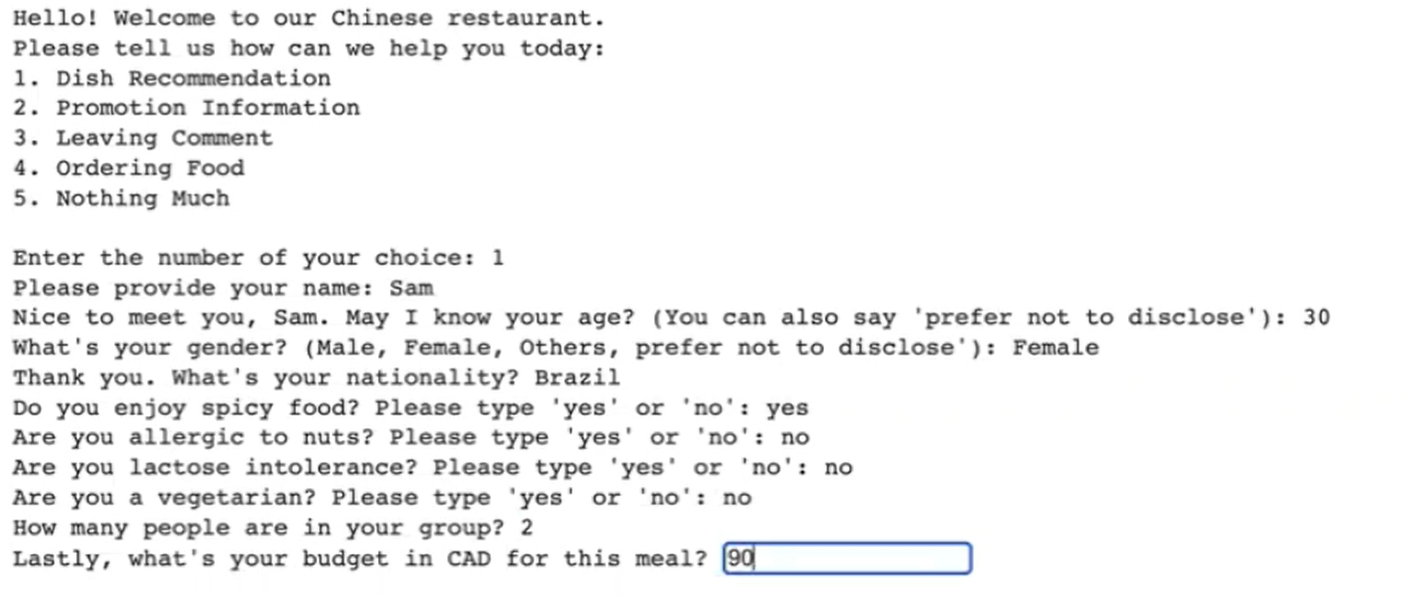 Hello! Welcome to our Chinese restaurant.
Please tell us how can we help you today:
1. Dish Recommendation
2. Promotion Information
3. Leaving Comment
4. Ordering Food
5. Nothing Much
Enter the number of your choice: 1
Please provide your name: Sam
Nice to meet you, Sam. May I know your age? (You can also say 'prefer not to disclose'): 30
What's your gender? (Male, Female, Others, prefer not to disclose'): Female
Thank you. What's your nationality? Brazil
Do you enjoy spicy food? Please type 'yes' or 'no': yes
Are you allergic to nuts? Please type 'yes' or 'no': no
Are you lactose intolerance? Please type 'yes' or 'no': no
Are you a vegetarian? Please type 'yes' or 'no': no
How many people are in your group? 2
Lastly, what's your budget in CAD for this meal? 90